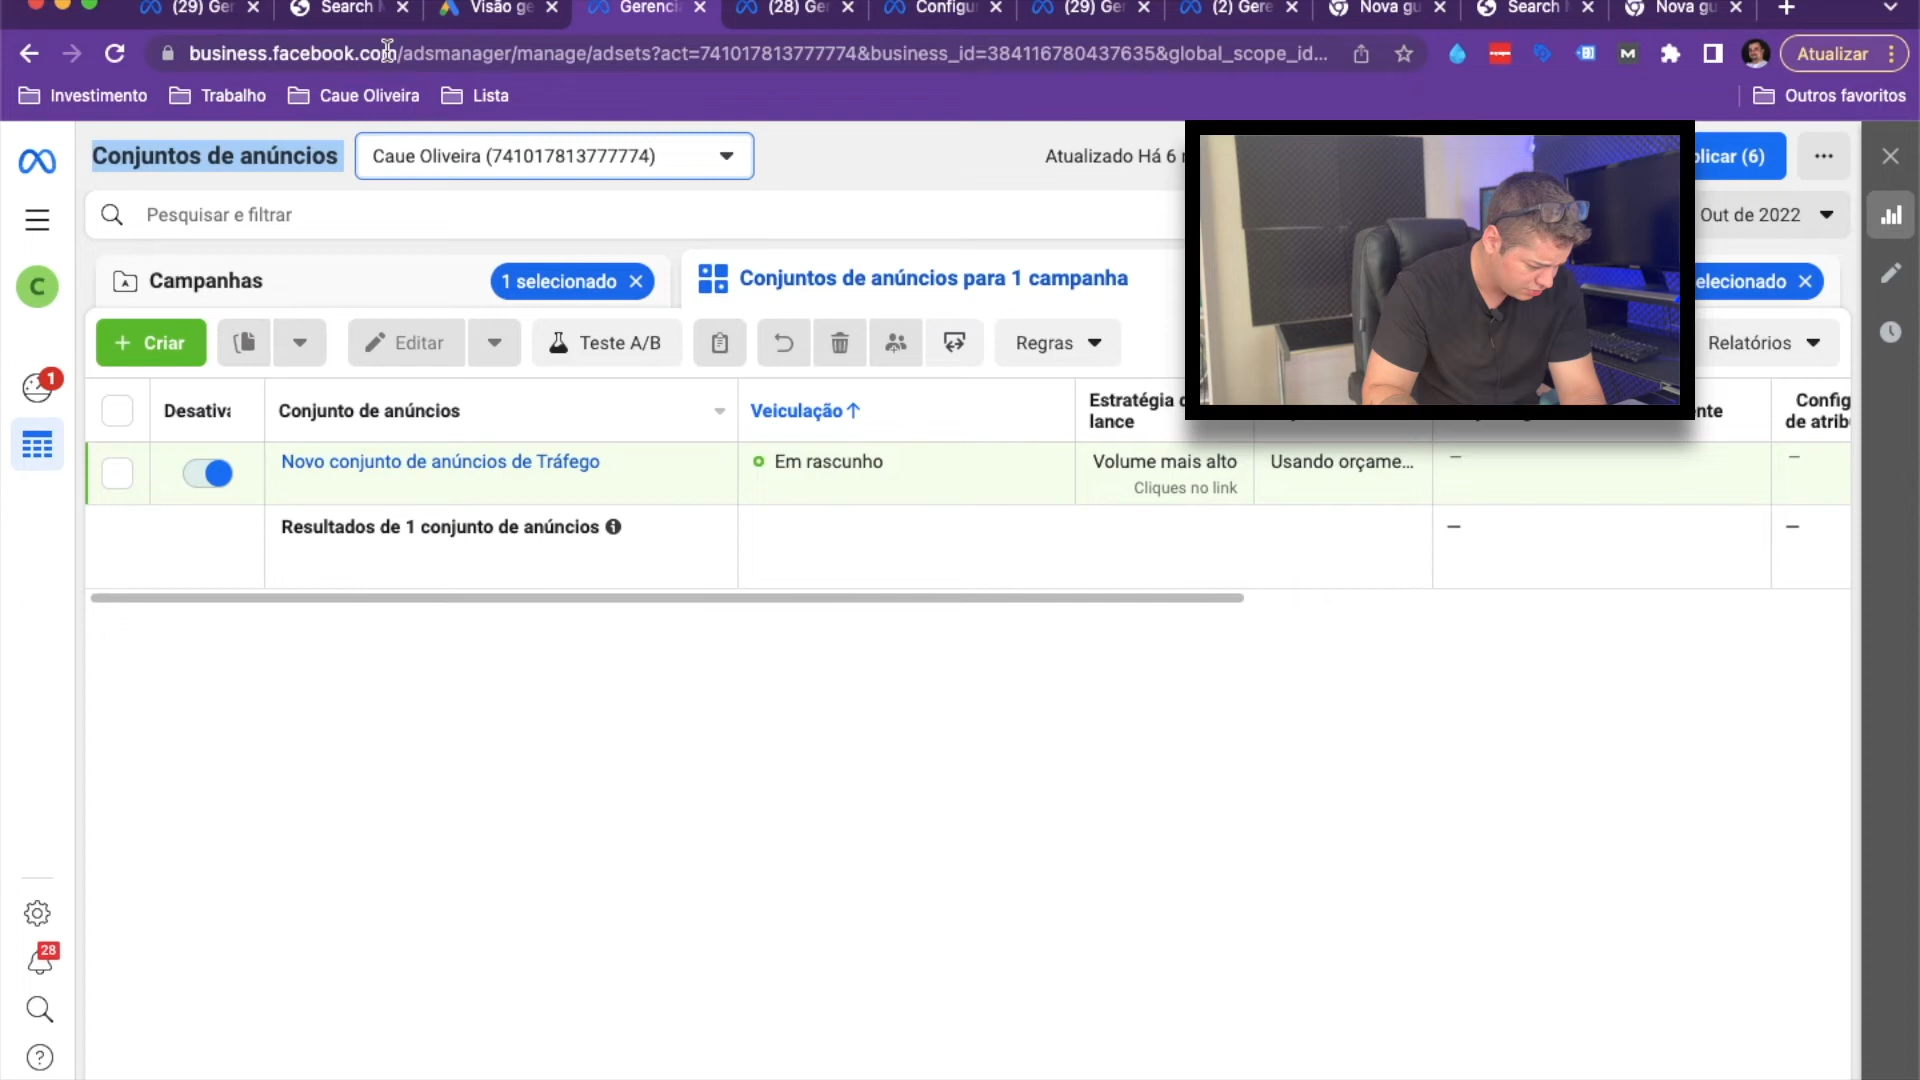 (29) Ger
Search M
Visão ge
Gerenci
(28) Ger
Configur
(29) Ger
(2) Gere
Nova gu
Search M
Nova gu
business.facebook.com/adsmanager/manage/adsets?act=741017813777774&business_id=384116780437635&global_scope_id...
Atualizar
Investimento
Trabalho
Caue Oliveira
Lista
Outros favoritos
Conjuntos de anúncios
Caue Oliveira (741017813777774)
Atualizado Há 6
plicar (6)
Pesquisar e filtrar
Out de 2022
C
Campanhas
1 selecionado
Conjuntos de anúncios para 1 campanha
elecionado
+ Criar
Editar
Teste A/B
Regras
Relatórios
1
Desativa
Conjunto de anúncios
Veiculação
Estratégia d
lance
nte
Config
de atrib
Novo conjunto de anúncios de Tráfego
Em rascunho
Volume mais alto
Cliques no link
Usando orçame...
—
—
Resultados de 1 conjunto de anúncios
—
—
28